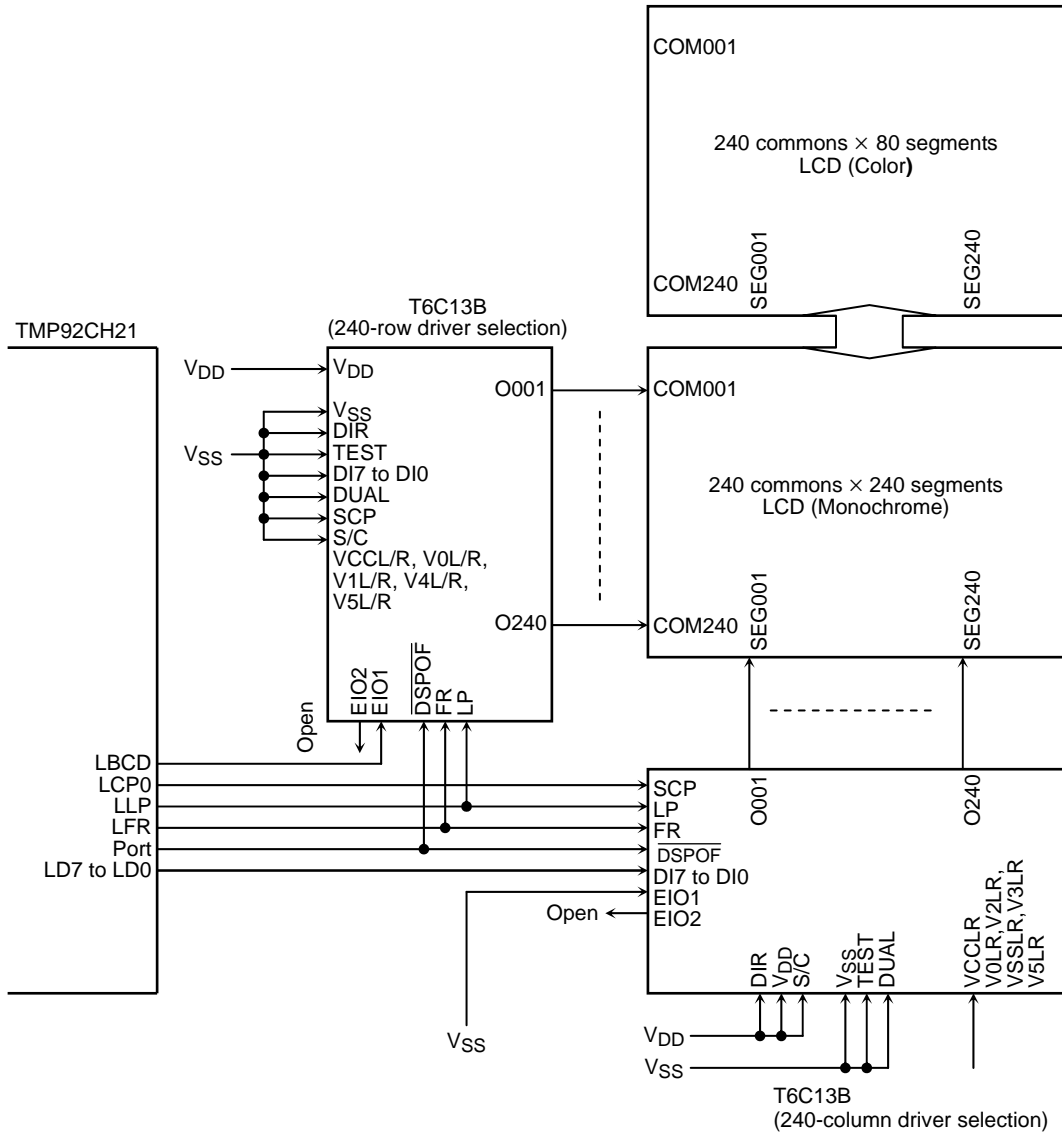 COM001
240 commons × 80 segments
LCD (Color)
COM240
SEG001
SEG240
TMP92CH21
T6C13B
(240-row driver selection)
VDD
VDD
VSS
DIR
VSS
TEST
DI7 to DI0
DUAL
SCP
S/C
VCCL/R, V0L/R,
V1L/R, V4L/R,
V5L/R
O001
O240
EIO2
EIO1
DSPOF
FR
LP
Open
COM001
240 commons × 240 segments
LCD (Monochrome)
COM240
SEG001
SEG240
LBCD
LCP0
LLP
LFR
Port
LD7 to LD0
SCP
LP
FR
DSPOF
DI7 to DI0
EIO1
EIO2
Open
O001
O240
DIR
VDD
S/C
VSS
TEST
DUAL
VCCLR
V0LR,V2LR,
VSSLR,V3LR
V5LR
VSS
VDD
VSS
T6C13B
(240-column driver selection)